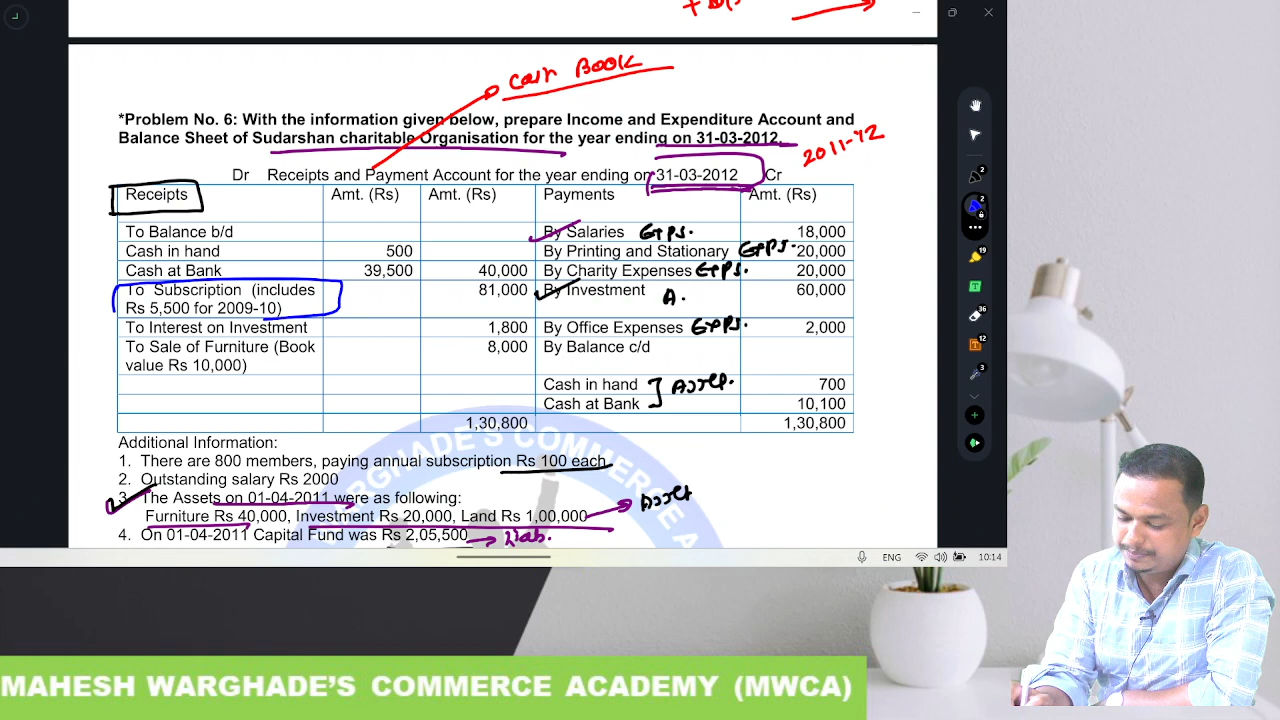 +
Cash Book
*Problem No. 6: With the information given below, prepare Income and Expenditure Account and
Balance Sheet of Sudarshan charitable Organisation for the year ending on 31-03-2012.
2011-12
Dr Receipts and Payment Account for the year ending on 31-03-2012 Cr
Receipts Amt. (Rs) Amt. (Rs) Payments Amt. (Rs)
To Balance b/d By Salaries Exps. 18,000
Cash in hand 500 By Printing and Stationary Exps. 20,000
Cash at Bank 39,500 40,000 By Charity Expenses Exps. 20,000
To Subscription (includes 81,000 By Investment A. 60,000
Rs 5,500 for 2009-10)
To Interest on Investment 1,800 By Office Expenses Exps. 2,000
To Sale of Furniture (Book 8,000 By Balance c/d
value Rs 10,000)
Cash in hand 700
Asset.
Cash at Bank 10,100
1,30,800 1,30,800
Additional Information:
1. There are 800 members, paying annual subscription Rs 100 each
2. Outstanding salary Rs 2000
3. The Assets on 01-04-2011 were as following:
Furniture Rs 40,000, Investment Rs 20,000, Land Rs 1,00,000 Asset
4. On 01-04-2011 Capital Fund was Rs 2,05,500 Liab.
WARGHADE'S COMMERCE A
ENG 10:14
MAHESH WARGHADE'S COMMERCE ACADEMY (MWCA)